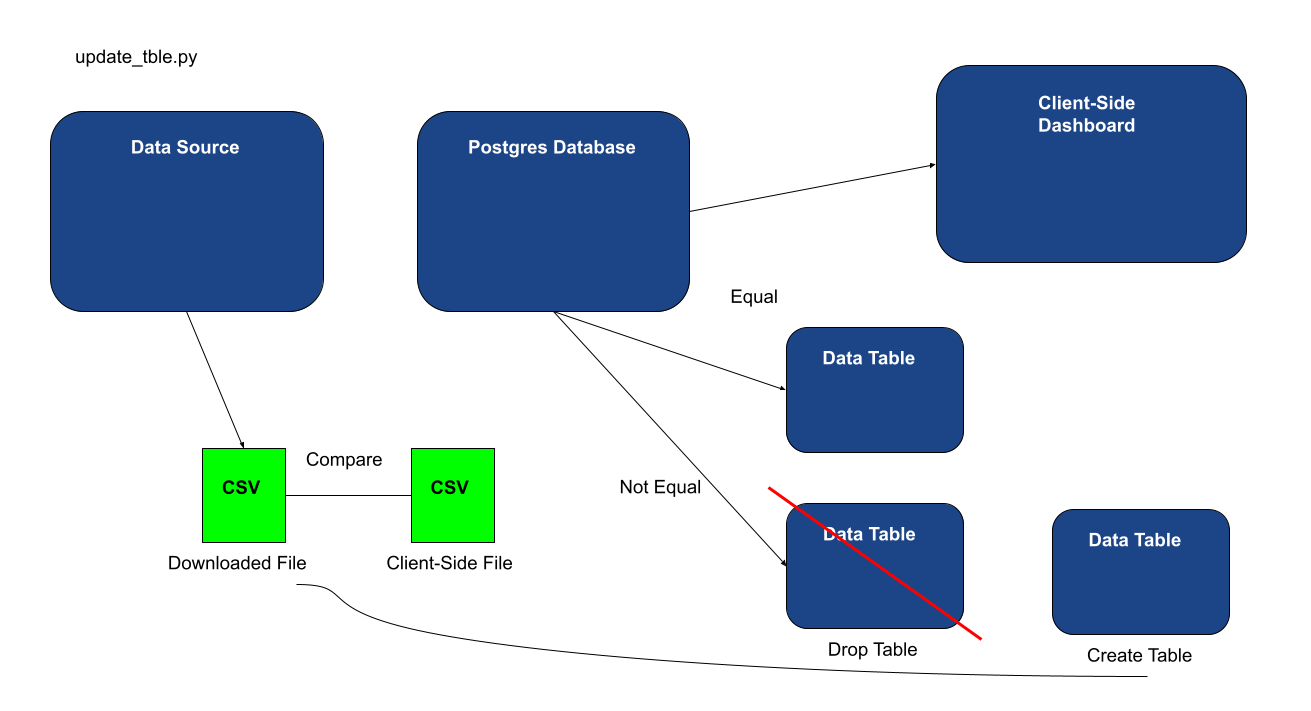 update_tble.py
Client-Side
Dashboard
Data Source
Postgres Database
Equal
Data Table
Compare
CSV
CSV
Not Equal
Data Table
Data Table
Downloaded File
Client-Side File
Drop Table
Create Table